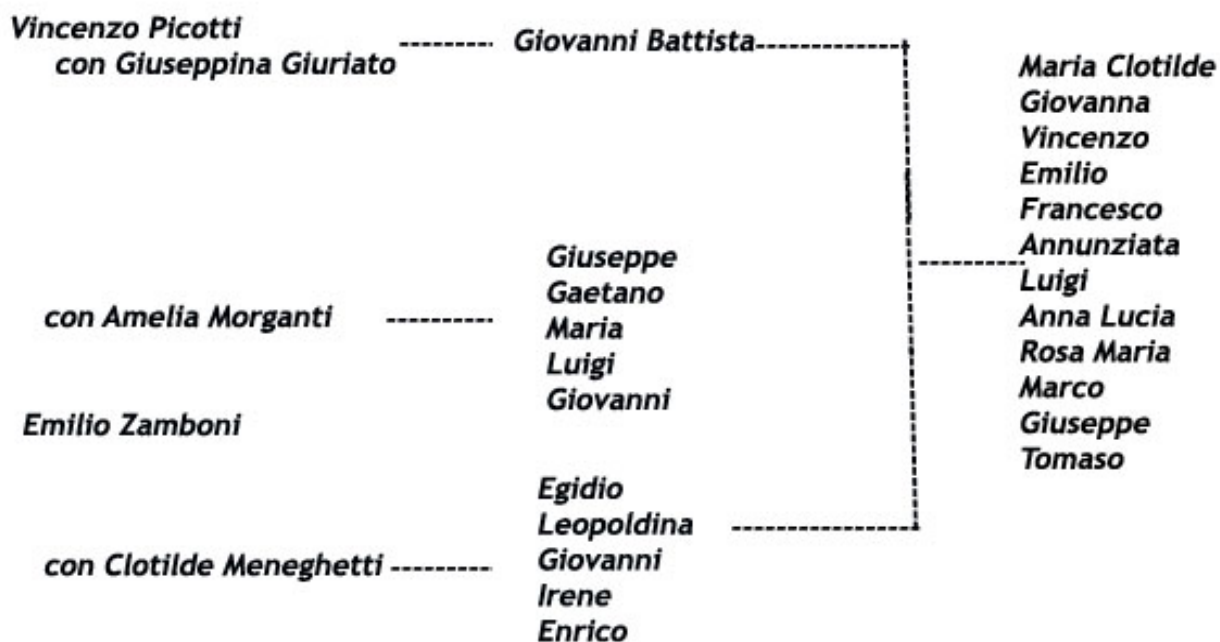 Vincenzo Picotti
con Giuseppina Giuriato
Giovanni Battista
con Amelia Morganti
Giuseppe
Gaetano
Maria
Luigi
Giovanni
Emilio Zamboni
con Clotilde Meneghetti
Egidio
Leopoldina
Giovanni
Irene
Enrico
Maria Clotilde
Giovanna
Vincenzo
Emilio
Francesco
Annunziata
Luigi
Anna Lucia
Rosa Maria
Marco
Giuseppe
Tomaso